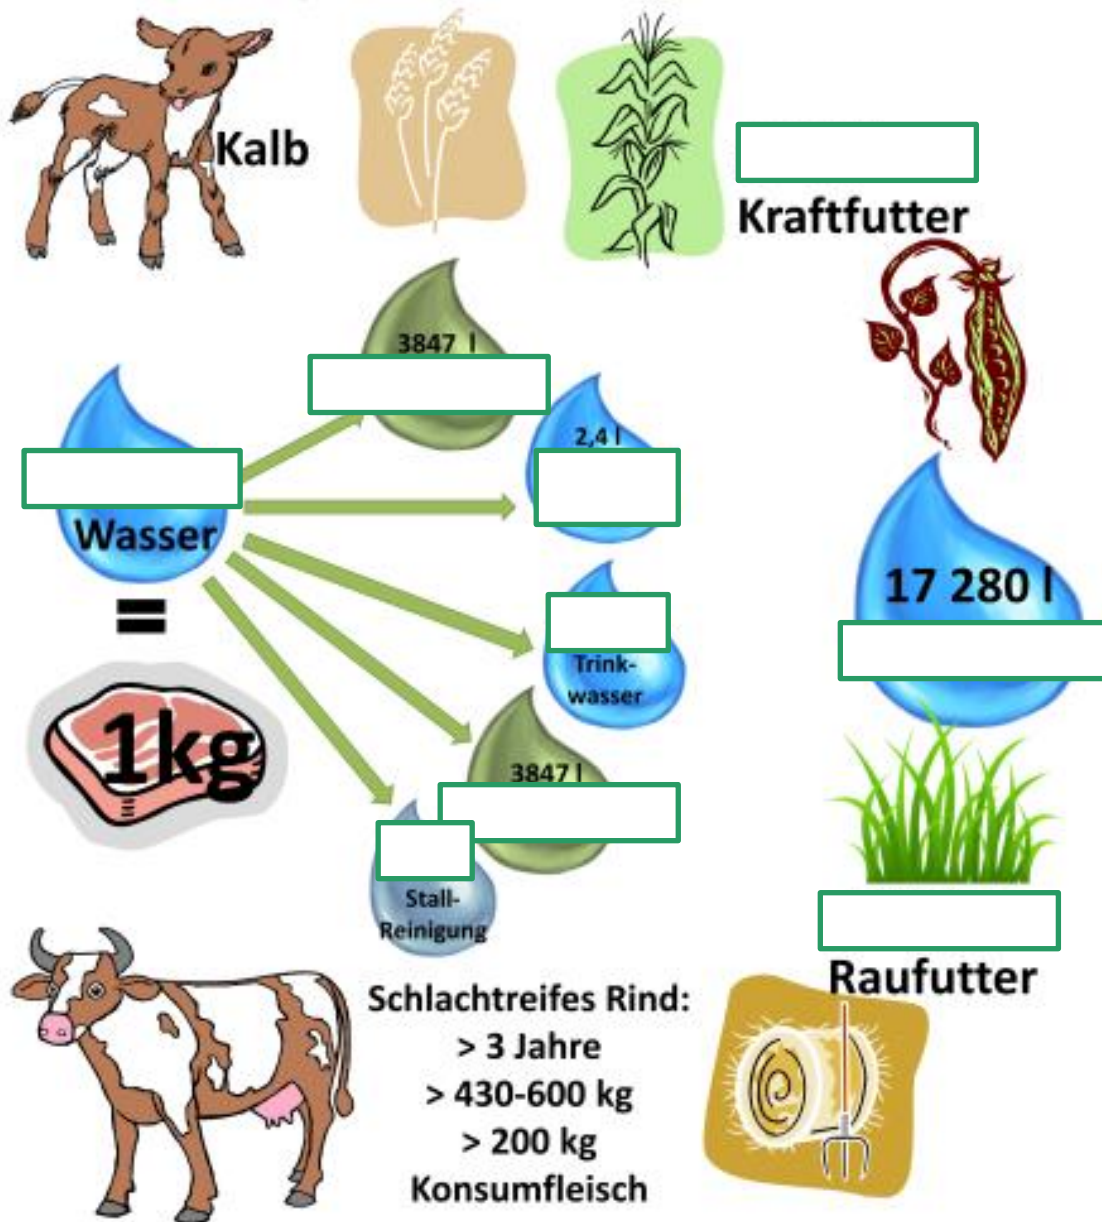 Kalb
Kraftfutter
3847 l
2,4 l
Wasser
=
17 280 l
Trink-
wasser
1kg
3847 l
Stall-
Reinigung
Raufutter
Schlachtreifes Rind:
> 3 Jahre
> 430-600 kg
> 200 kg
Konsumfleisch